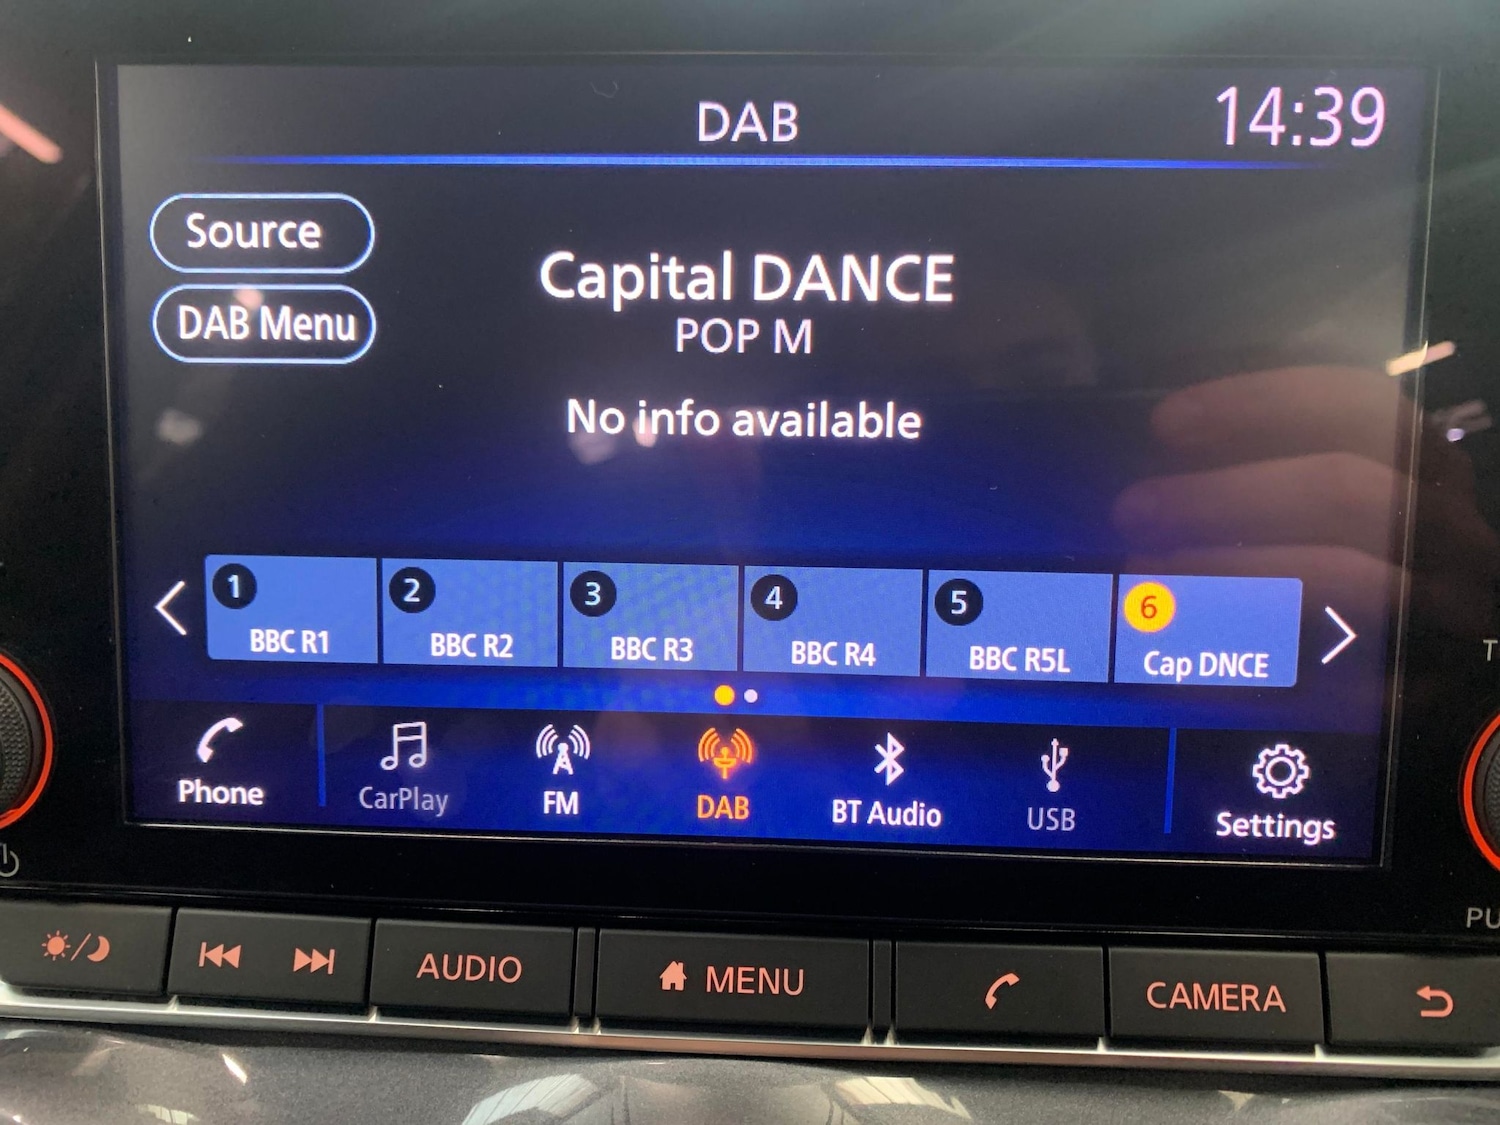 DAB
14:39
Source
DAB Menu
Capital DANCE
POP M
No info available
1
BBC R1
2
BBC R2
3
BBC R3
4
BBC R4
5
BBC R5L
6
Cap DNCE
Phone
CarPlay
FM
DAB
BT Audio
USB
Settings
AUDIO
MENU
CAMERA